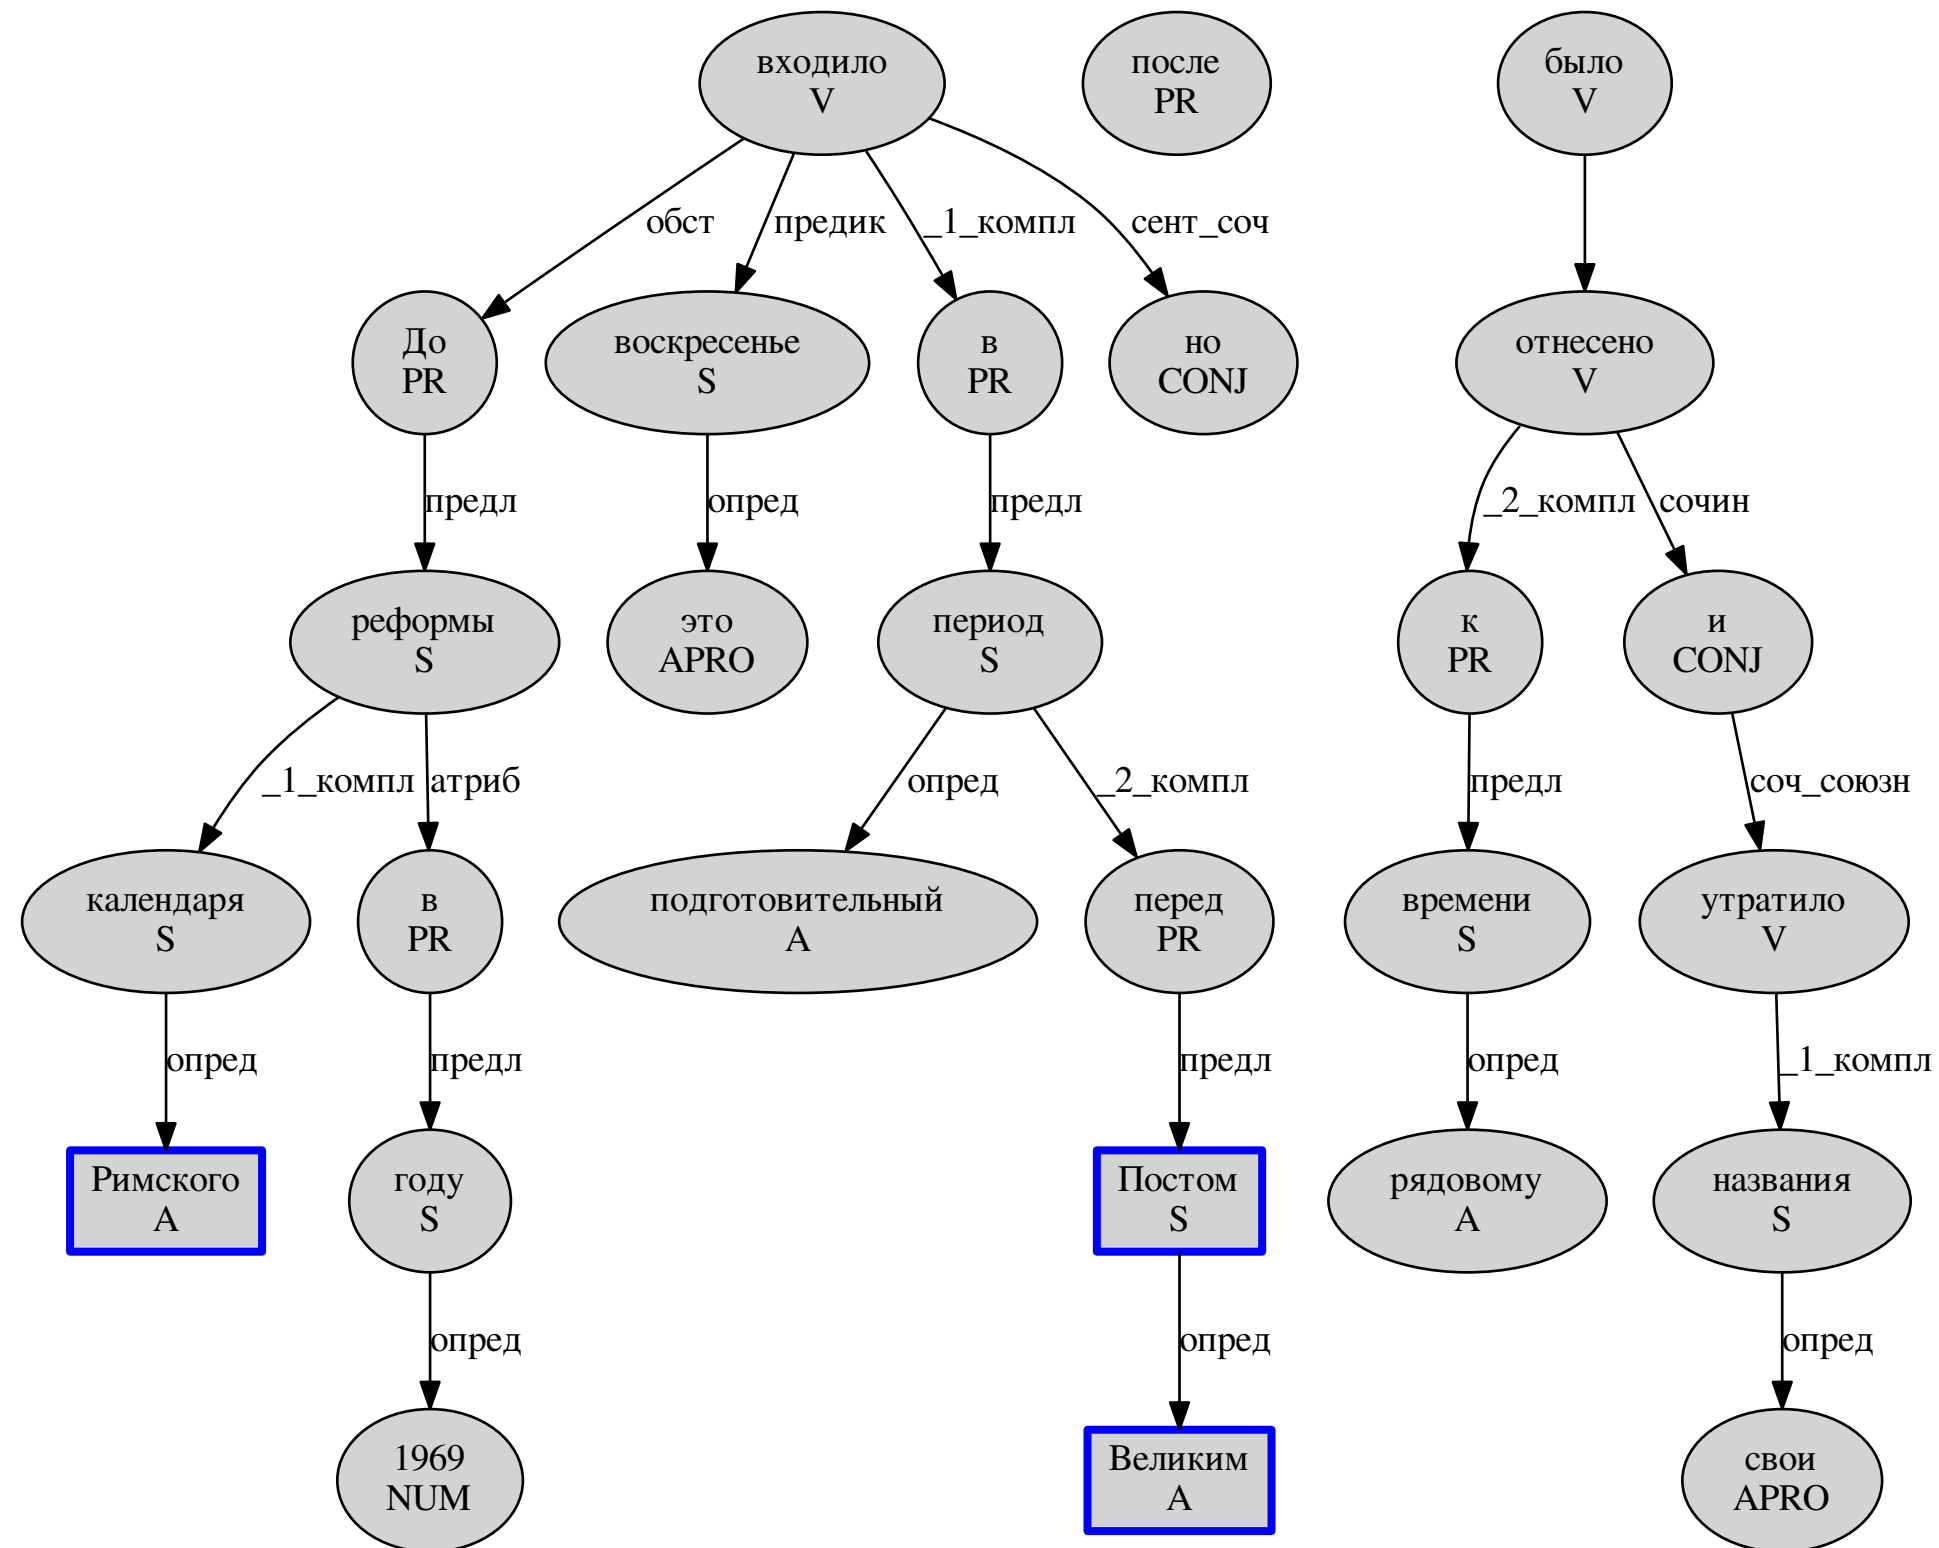 входило
V
после
PR
было
V
обст
предик
_1_компл
сент_соч
До
PR
воскресенье
S
в
PR
но
CONJ
отнесено
V
предл
опред
предл
_2_компл
сочин
реформы
S
это
APRO
период
S
к
PR
и
CONJ
_1_компл
атриб
опред
_2_компл
предл
соч_союзн
календаря
S
в
PR
подготовительный
A
перед
PR
времени
S
утратило
V
опред
предл
предл
опред
_1_компл
Римского
A
году
S
Постом
S
рядовому
A
названия
S
опред
опред
опред
1969
NUM
Великим
A
свои
APRO